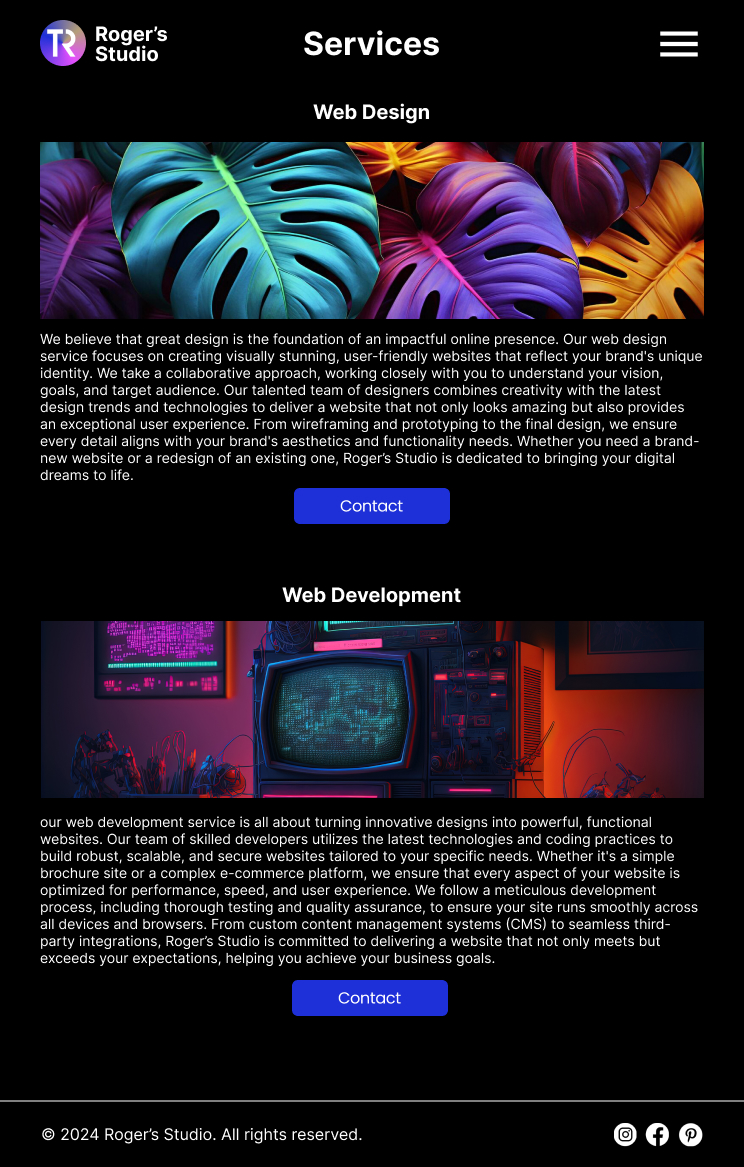 TR
Roger’s
Studio
Services
Web Design
We believe that great design is the foundation of an impactful online presence. Our web design
service focuses on creating visually stunning, user-friendly websites that reflect your brand's unique
identity. We take a collaborative approach, working closely with you to understand your vision,
goals, and target audience. Our talented team of designers combines creativity with the latest
design trends and technologies to deliver a website that not only looks amazing but also provides
an exceptional user experience. From wireframing and prototyping to the final design, we ensure
every detail aligns with your brand's aesthetics and functionality needs. Whether you need a brand-
new website or a redesign of an existing one, Roger’s Studio is dedicated to bringing your digital
dreams to life.
Contact
Web Development
our web development service is all about turning innovative designs into powerful, functional
websites. Our team of skilled developers utilizes the latest technologies and coding practices to
build robust, scalable, and secure websites tailored to your specific needs. Whether it's a simple
brochure site or a complex e-commerce platform, we ensure that every aspect of your website is
optimized for performance, speed, and user experience. We follow a meticulous development
process, including thorough testing and quality assurance, to ensure your site runs smoothly across
all devices and browsers. From custom content management systems (CMS) to seamless third-
party integrations, Roger’s Studio is committed to delivering a website that not only meets but
exceeds your expectations, helping you achieve your business goals.
Contact
© 2024 Roger’s Studio. All rights reserved.